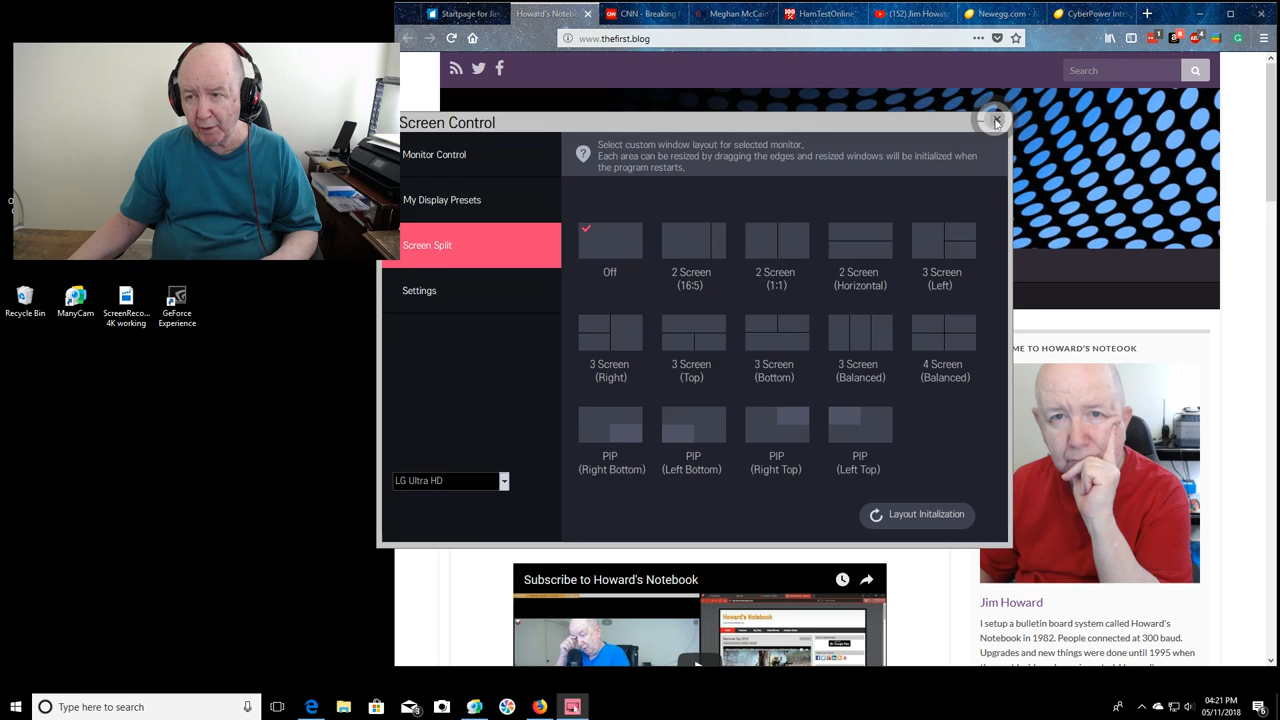 Startpage for Jim
Howard's Notebo
CNN - Breaking N
Meghan McCain
HamTestOnline
(152) Jim Howar
Newegg.com -
CyberPower Inte
www.thefirst.blog
1
8
4
Search
Screen Control
Monitor Control
My Display Presets
Screen Split
Settings
LG Ultra HD
Select custom window layout for selected monitor.
Each area can be resized by dragging the edges and resized windows will be initialized when
the program restarts.
Off
2 Screen
(16:5)
2 Screen
(1:1)
2 Screen
(Horizontal)
3 Screen
(Left)
3 Screen
(Right)
3 Screen
(Top)
3 Screen
(Bottom)
3 Screen
(Balanced)
4 Screen
(Balanced)
PIP
(Right Bottom)
PIP
(Left Bottom)
PIP
(Right Top)
PIP
(Left Top)
Layout Initalization
Recycle Bin
ManyCam
ScreenReco...
4K working
GeForce
Experience
ME TO HOWARD'S NOTEOOK
Jim Howard
I setup a bulletin board system called Howard's
Notebook in 1982. People connected at 300 baud.
Upgrades and new things were done until 1995 when
Subscribe to Howard's Notebook
Howard's Notebook
Type here to search
04:21 PM
05/11/2018
6